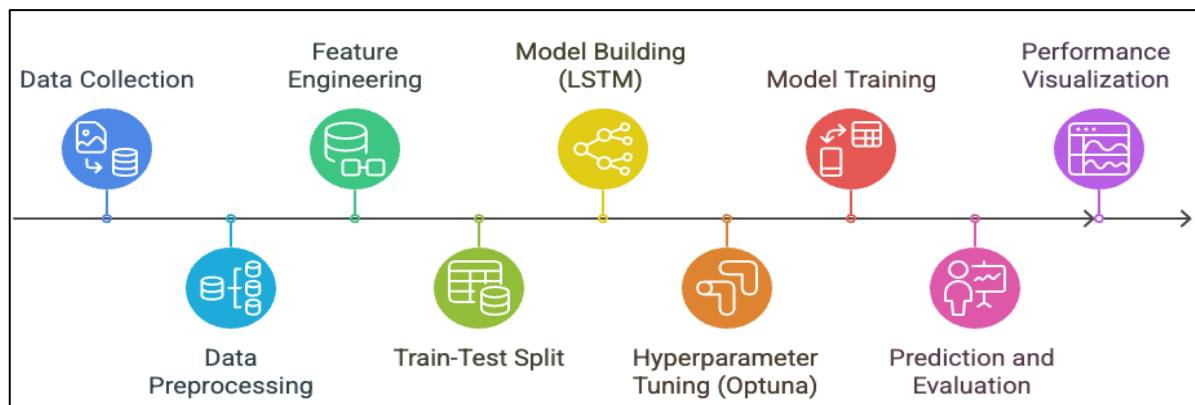 Data Collection
Data
Preprocessing
Feature
Engineering
Train-Test Split
Model Building
(LSTM)
Hyperparameter
Tuning (Optuna)
Model Training
Prediction and
Evaluation
Performance
Visualization